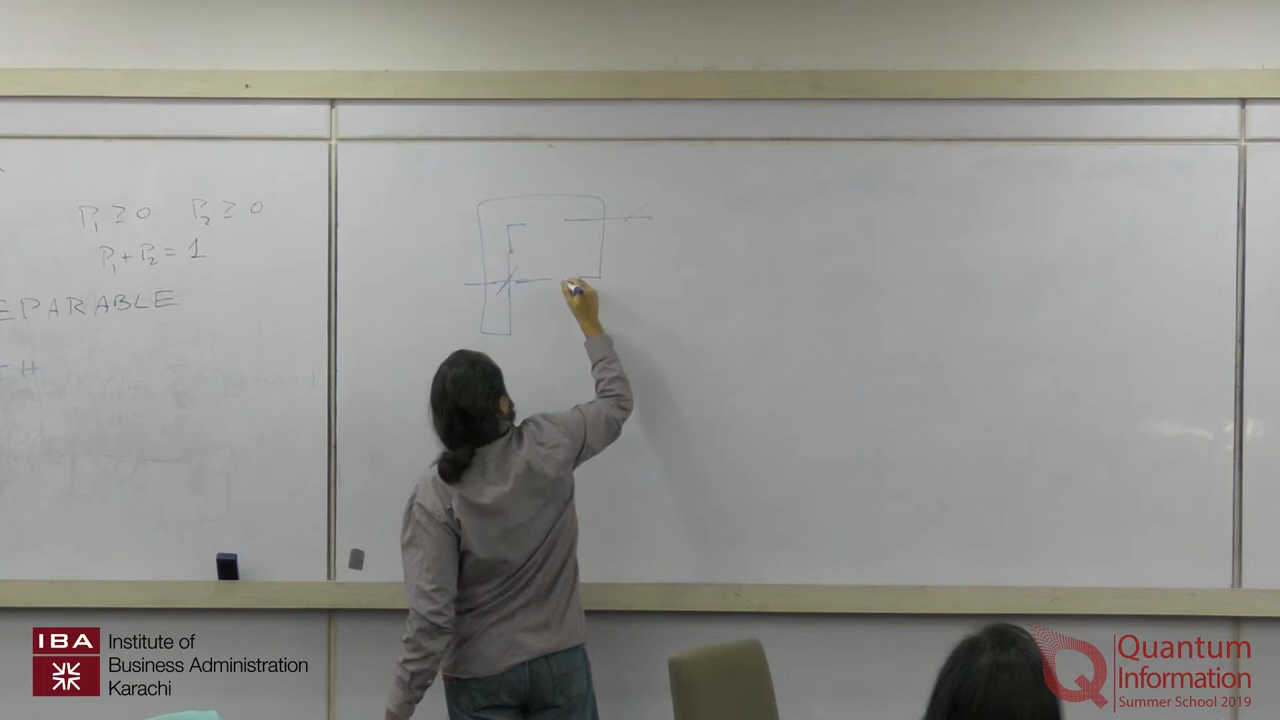 P₁ ≥ 0 P₂ ≥ 0
P₁ + P₂ = 1
EPARABLE
IBA
Institute of
Business Administration
Karachi
Quantum
Information
Summer School 2019